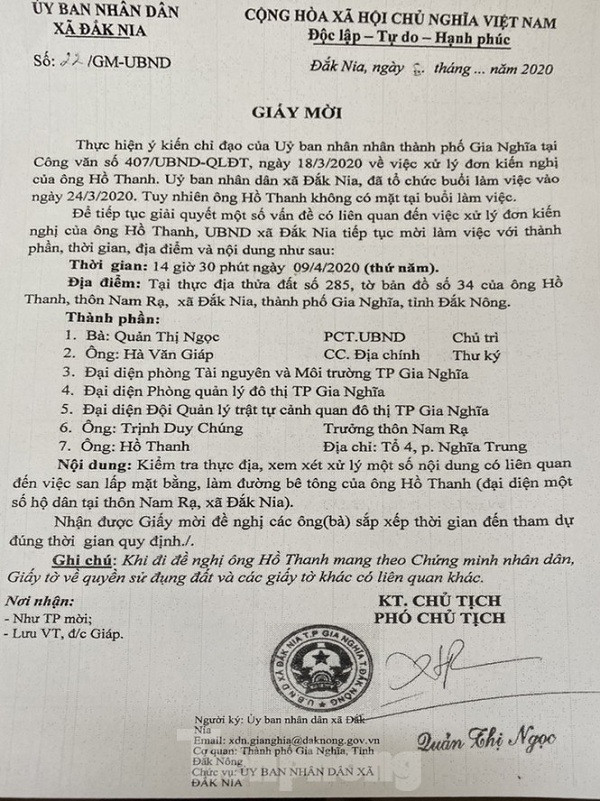 ỦY BAN NHÂN DÂN
XÃ ĐẮK NIA
Số: 22/GM-UBND
CỘNG HÒA XÃ HỘI CHỦ NGHĨA VIỆT NAM
Độc lập – Tự do – Hạnh phúc
Đắk Nia, ngày tháng ... năm 2020
GIẤY MỜI
Thực hiện ý kiến chỉ đạo của Uỷ ban nhân nhân thành phố Gia Nghĩa tại
Công văn số 407/UBND-QLĐT, ngày 18/3/2020 về việc xử lý đơn kiến nghị
của ông Hồ Thanh. Uỷ ban nhân dân xã Đắk Nia, đã tổ chức buổi làm việc vào
ngày 24/3/2020. Tuy nhiên ông Hồ Thanh không có mặt tại buổi làm việc.
Để tiếp tục giải quyết một số vấn đề có liên quan đến việc xử lý đơn kiến
nghị của ông Hồ Thanh, UBND xã Đắk Nia tiếp tục mời làm việc với thành
phần, thời gian, địa điểm và nội dung như sau:
Thời gian: 14 giờ 30 phút ngày 09/4/2020 (thứ năm).
Địa điểm: Tại thực địa thửa đất số 285, tờ bản đồ số 34 của ông Hồ
Thanh, thôn Nam Rạ, xã Đắk Nia, thành phố Gia Nghĩa, tỉnh Đắk Nông.
Thành phần:
1. Bà: Quản Thị Ngọc PCT.UBND Chủ trì
2. Ông: Hà Văn Giáp CC. Địa chính Thư ký
3. Đại diện phòng Tài nguyên và Môi trường TP Gia Nghĩa
4. Đại diện Phòng quản lý đô thị TP Gia Nghĩa
5. Đại diện Đội Quản lý trật tự cảnh quan đô thị TP Gia Nghĩa
6. Ông: Trịnh Duy Chúng Trưởng thôn Nam Rạ
7. Ông: Hồ Thanh Địa chỉ: Tổ 4, p. Nghĩa Trung
Nội dung: Kiểm tra thực địa, xem xét xử lý một số nội dung có liên quan
đến việc san lấp mặt bằng, làm đường bê tông của ông Hồ Thanh (đại diện một
số hộ dân tại thôn Nam Rạ, xã Đắk Nia).
Nhận được Giấy mời đề nghị các ông(bà) sắp xếp thời gian đến tham dự
đúng thời gian quy định./.
Ghi chú: Khi đi đề nghị ông Hồ Thanh mang theo Chứng minh nhân dân,
Giấy tờ về quyền sử dụng đất và các giấy tờ khác có liên quan khác.
Nơi nhận:
- Như TP mời;
- Lưu VT, đ/c Giáp.
KT. CHỦ TỊCH
PHÓ CHỦ TỊCH
U.B.N.D XÃ ĐẮK NIA T.P GIA NGHĨA T. ĐẮK NÔNG
Người ký: Ủy ban nhân dân xã Đắk
Nia
Email: xdn.gianghia@daknong.gov.vn
Cơ quan: Thành phố Gia Nghĩa, Tỉnh
Đắk Nông
Chức vụ: UỶ BAN NHÂN DÂN XÃ
ĐẮK NIA
Quản Thị Ngọc